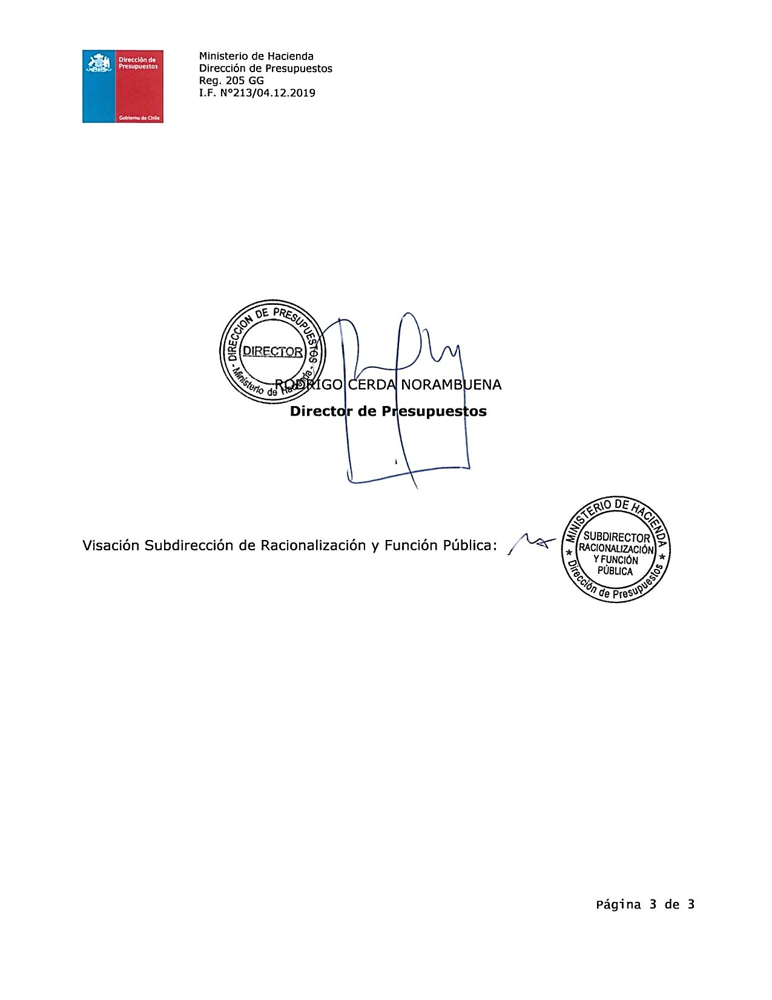 Dirección de
Presupuestos
Gobierno de Chile
Ministerio de Hacienda
Dirección de Presupuestos
Reg. 205 GG
I.F. N°213/04.12.2019
- DIRECCION DE PRESUPUESTOS -
DIRECTOR
Ministerio de Hacienda
RODRIGO CERDA NORAMBUENA
Director de Presupuestos
Visación Subdirección de Racionalización y Función Pública:
★ MINISTERIO DE HACIENDA ★
SUBDIRECTOR
RACIONALIZACIÓN
Y FUNCIÓN
PÚBLICA
Dirección de Presupuestos
Página 3 de 3